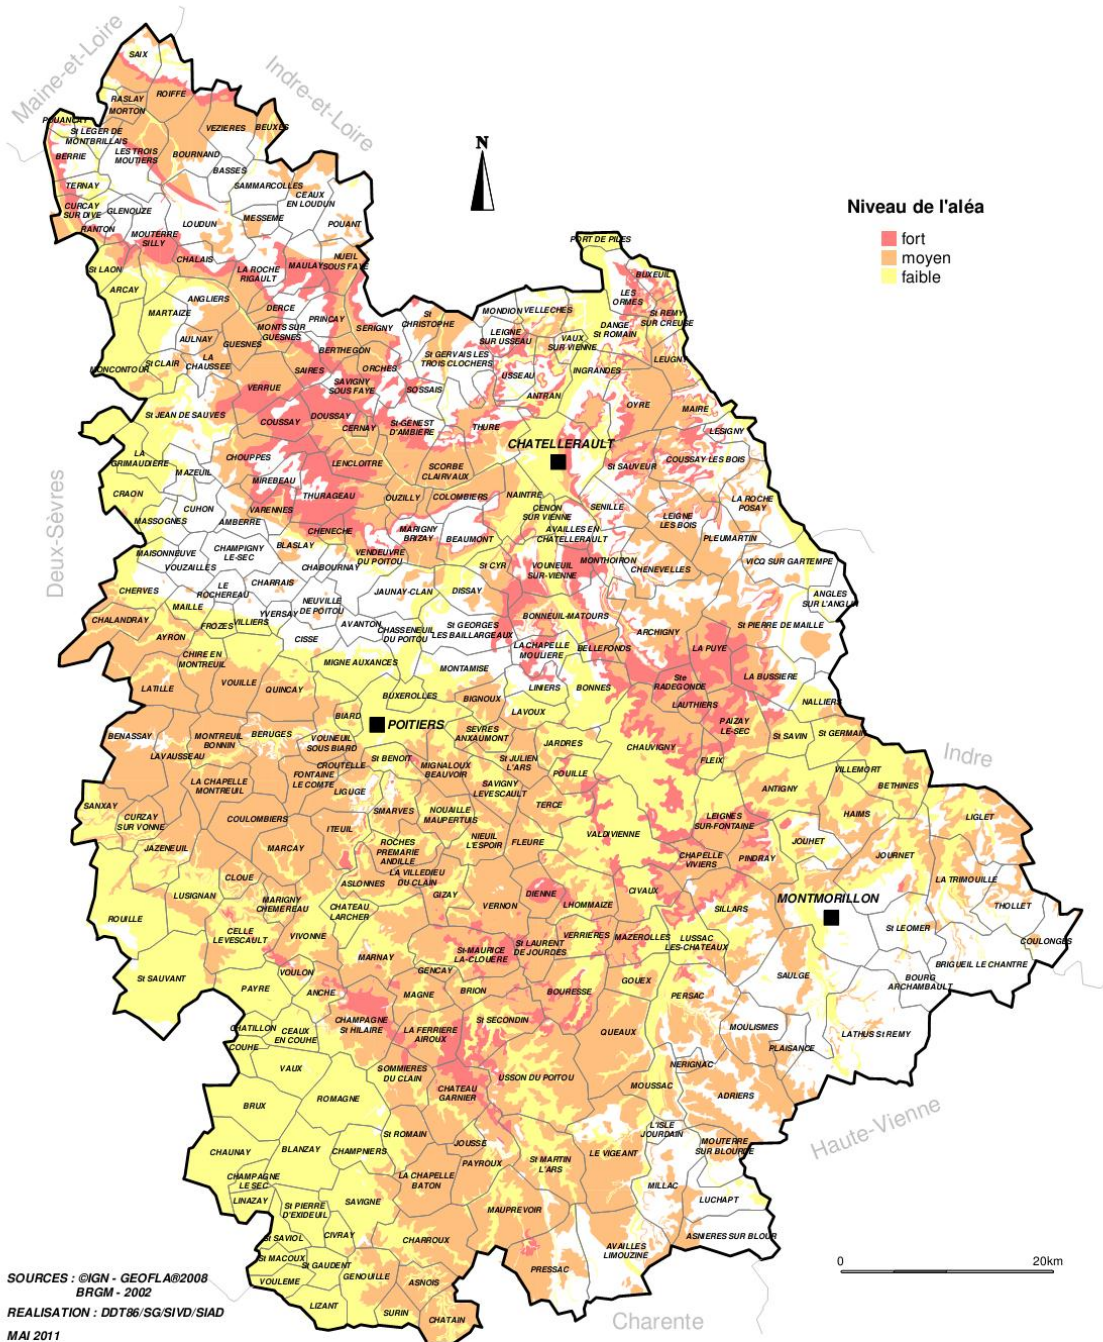 Maine-et-Loire
Indre-et-Loire
N
Niveau de l'aléa
fort
moyen
faible
SAIX
RASLAY
MORTON
ROIFFE
VEZIERES
BEUXES
POUANCAY
St LEGER DE
MONTBRILLAIS
BERRIE
LES TROIS
MOUTIERS
BOURNAND
BASSES
TERNAY
SAMMARCOLLES
CEAUX
EN LOUDUN
CURCAY
SUR DIVE
GLENOUZE
LOUDUN
MESSEME
POUANT
RANTON
MOUTERRE
SILLY
CHALAIS
St LAON
LA ROCHE
RIGAULT
MAULAY
NUEIL
SOUS FAYE
PORT DE PILES
ARCAY
ANGLIERS
MARTAIZE
DERCE
PRINCAY
MONTS SUR
GUESNES
SERIGNY
St
CHRISTOPHE
MONDION
VELLECHES
BUXEUIL
LES
ORMES
St REMY
SUR CREUSE
DANGE
St ROMAIN
AULNAY
GUESNES
LA
CHAUSSEE
St CLAIR
MONCONTOUR
BERTHEGON
LEIGNE
SUR USSEAU
VAUX
SUR VIENNE
St GERVAIS LES
TROIS CLOCHERS
LEUGNY
INGRANDES
USSEAU
ORCHES
SAIRES
SAVIGNY
SOUS FAYE
SOSSAIS
VERRUE
ANTRAN
OYRE
MAIRE
St JEAN DE SAUVES
COUSSAY
DOUSSAY
CERNAY
St-GENEST
D'AMBIERE
THURE
CHATELLERAULT
LESIGNY
COUSSAY LES BOIS
LA
GRIMAUDIERE
MAZEUIL
CHOUPPES
MIREBEAU
LENCLOITRE
SCORBE
CLAIRVAUX
St SAUVEUR
CRAON
CUHON
THURAGEAU
OUZILLY
COLOMBIERS
NAINTRE
CENON
SUR VIENNE
SENILLE
LEIGNE
LES BOIS
LA ROCHE
POSAY
MASSOGNES
AMBERRE
VARENNES
CHENECHE
MARIGNY
BRIZAY
BEAUMONT
AVAILLES EN
CHATELLERAULT
PLEUMARTIN
MAISONNEUVE
VOUZAILLES
CHAMPIGNY
LE-SEC
BLASLAY
CHABOURNAY
VENDEUVRE
DU POITOU
St CYR
VOUNEUIL
SUR-VIENNE
MONTHOIRON
CHENEVELLES
VICQ SUR GARTEMPE
CHERVES
LE
ROCHEREAU
CHARRAIS
NEUVILLE
DE POITOU
JAUNAY-CLAN
DISSAY
ANGLES
SUR L'ANGLIN
CHALANDRAY
MAILLE
FROZES
VILLIERS
YVERSAY
CISSE
AVANTON
CHASSENEUIL
DU POITOU
St GEORGES
LES BAILLARGEAUX
BONNEUIL-MATOURS
ARCHIGNY
St PIERRE DE MAILLE
AYRON
LA CHAPELLE
MOULIERE
BELLEFONDS
LA PUYE
CHIRE EN
MONTREUIL
MIGNE AUXANCES
MONTAMISE
LATILLE
VOUILLE
QUINCAY
BUXEROLLES
BIGNOUX
LINIERS
BONNES
Ste
RADEGONDE
LA BUSSIERE
LAUTHIERS
NALLIERS
BIARD
POITIERS
LAVOUX
PAIZAY
LE-SEC
BENASSAY
MONTREUIL
BONNIN
BERUGES
VOUNEUIL
SOUS BIARD
SEVRES
ANXAUMONT
JARDRES
CHAUVIGNY
St SAVIN
St GERMAIN
LAVAUSSEAU
CROUTELLE
St BENOIT
MIGNALOUX
BEAUVOIR
St JULIEN
L'ARS
POUILLE
FLEIX
VILLEMORT
LA CHAPELLE
MONTREUIL
FONTAINE
LE COMTE
LIGUGE
SAVIGNY
LEVESCAULT
ANTIGNY
BETHINES
SANXAY
CURZAY
SUR VONNE
COULOMBIERS
SMARVES
NOUAILLE
MAUPERTUIS
TERCE
LEIGNES
SUR-FONTAINE
HAIMS
LIGLET
ITEUIL
JAZENEUIL
MARCAY
ROCHES
PREMARIE
ANDILLE
NIEUIL
L'ESPOIR
FLEURE
VALDIVIENNE
JOUHET
JOURNET
CHAPELLE
VIVIERS
PINDRAY
CLOUE
LA VILLEDIEU
DU CLAIN
ASLONNES
LUSIGNAN
MARIGNY
CHEMEREAU
GIZAY
DIENNE
CIVAUX
MONTMORILLON
LA TRIMOUILLE
THOLLET
ROUILLE
CHATEAU
LARCHER
VERNON
LHOMMAIZE
SILLARS
CELLE
LEVESCAULT
VIVONNE
St LEOMER
MARNAY
St-MAURICE
LA-CLOUERE
St LAURENT
DE JOURDES
VERRIERES
MAZEROLLES
LUSSAC
LES-CHATEAUX
COULONGES
BRIGUEIL LE CHANTRE
St SAUVANT
VOULON
GENCAY
SAULGE
BOURG
ARCHAMBAULT
PAYRE
ANCHE
MAGNE
BRION
BOURESSE
GOUEX
PERSAC
CHATILLON
COUHE
CEAUX
EN COUHE
CHAMPAGNE
St HILAIRE
LA FERRIERE
AIROUX
St SECONDIN
QUEAUX
MOULISMES
LATHUS St REMY
PLAISANCE
VAUX
SOMMIERES
DU CLAIN
USSON DU POITOU
NERIGNAC
MOUSSAC
BRUX
ROMAGNE
CHATEAU
GARNIER
ADRIERS
CHAUNAY
BLANZAY
CHAMPNIERS
St ROMAIN
JOUSSE
L'ISLE
JOURDAIN
MOUTERRE
SUR BLOURDE
PAYROUX
St MARTIN
L'ARS
LE VIGEANT
CHAMPAGNE
LE SEC
LA CHAPELLE
BATON
MILLAC
LINAZAY
St PIERRE
D'EXIDEUIL
SAVIGNE
MAUPREVOIR
LUCHAPT
St SAVIOL
CIVRAY
CHARROUX
AVAILLES
LIMOUZINE
ASNIERES SUR BLOUR
St MACOUX
St GAUDENT
VOULEME
GENOUILLE
ASNOIS
PRESSAC
LIZANT
SURIN
CHATAIN
Deux-Sèvres
Indre
Haute-Vienne
Charente
0
20km
SOURCES : ©IGN - GEOFLA®2008
BRGM - 2002
REALISATION : DDT86/SG/SIVD/SIAD
MAI 2011